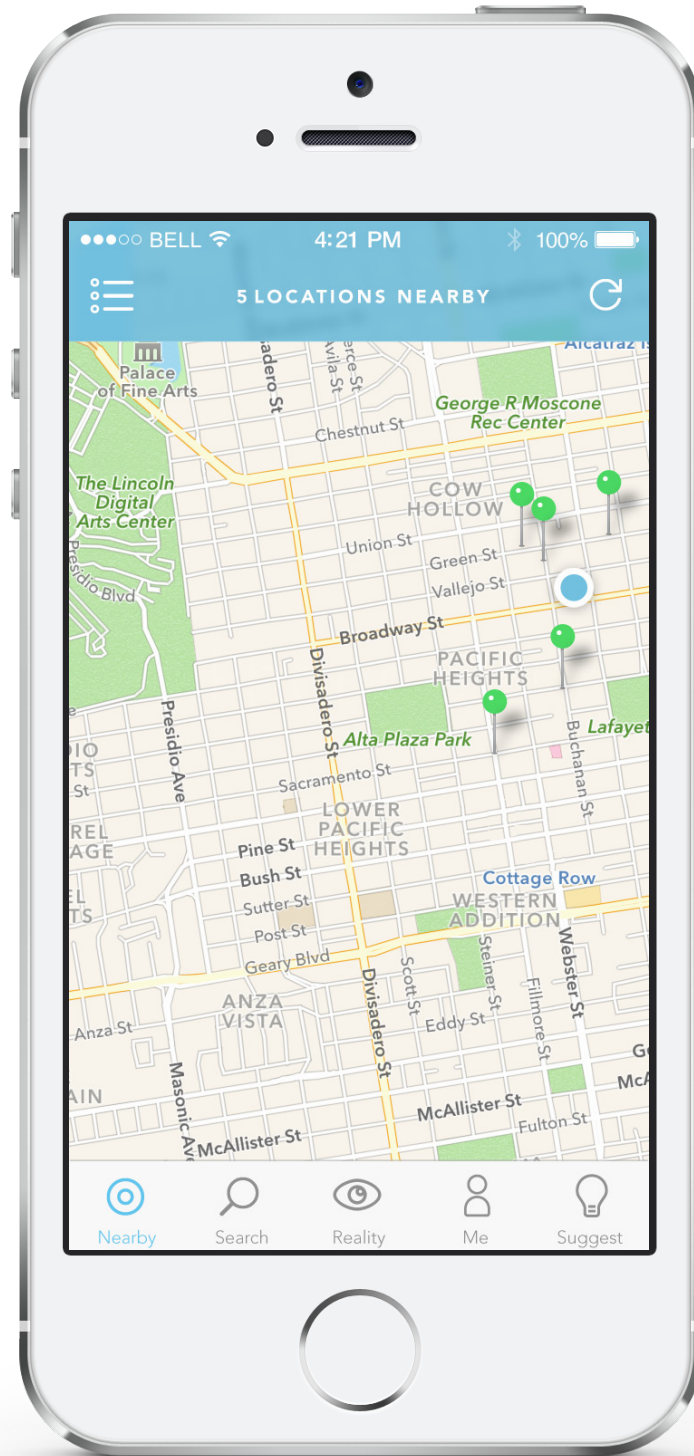 BELL
4:21 PM
100%
5 LOCATIONS NEARBY
Palace
of Fine Arts
Avila St
Chestnut St
George R Moscone
Rec Center
The Lincoln
Digital
Arts Center
Presidio Blvd
COW
HOLLOW
Union St
Green St
Vallejo St
Broadway St
PACIFIC
HEIGHTS
Divisadero St
Presidio Ave
Alta Plaza Park
Buchanan St
Sacramento St
LOWER
PACIFIC
HEIGHTS
Pine St
Bush St
Sutter St
Post St
Geary Blvd
Cottage Row
WESTERN
ADDITION
Webster St
Steiner St
Scott St
Fillmore St
Divisadero St
ANZA
VISTA
Anza St
Eddy St
Masonic Av
McAllister St
McAllister St
Fulton St
Nearby
Search
Reality
Me
Suggest